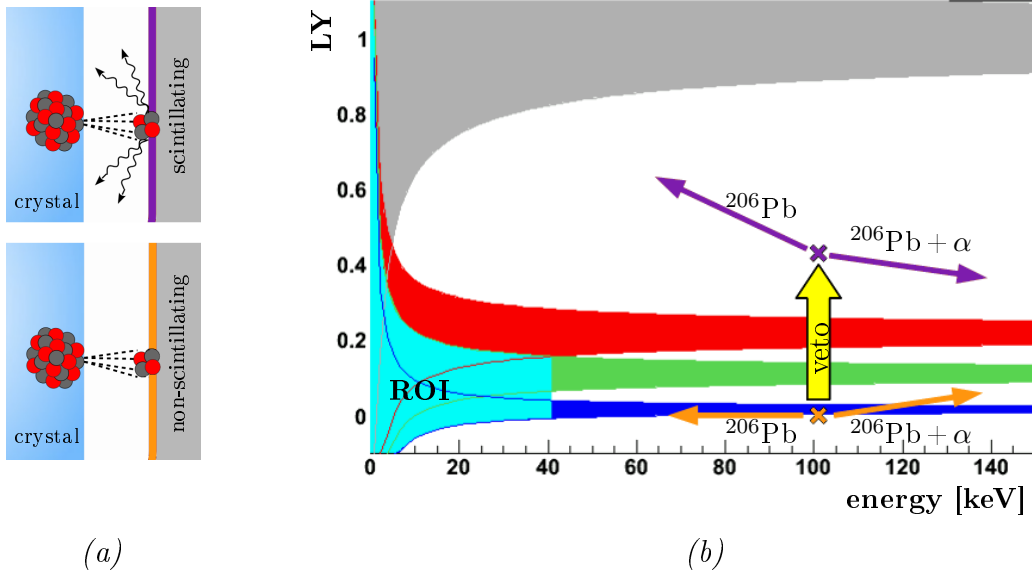 crystal
scintillating
crystal
non-scintillating
(a)
LY
1
0.8
0.6
0.4
0.2
0
²⁰⁶Pb
²⁰⁶Pb + α
veto
ROI
²⁰⁶Pb
²⁰⁶Pb + α
0 20 40 60 80 100 120 140
energy [keV]
(b)